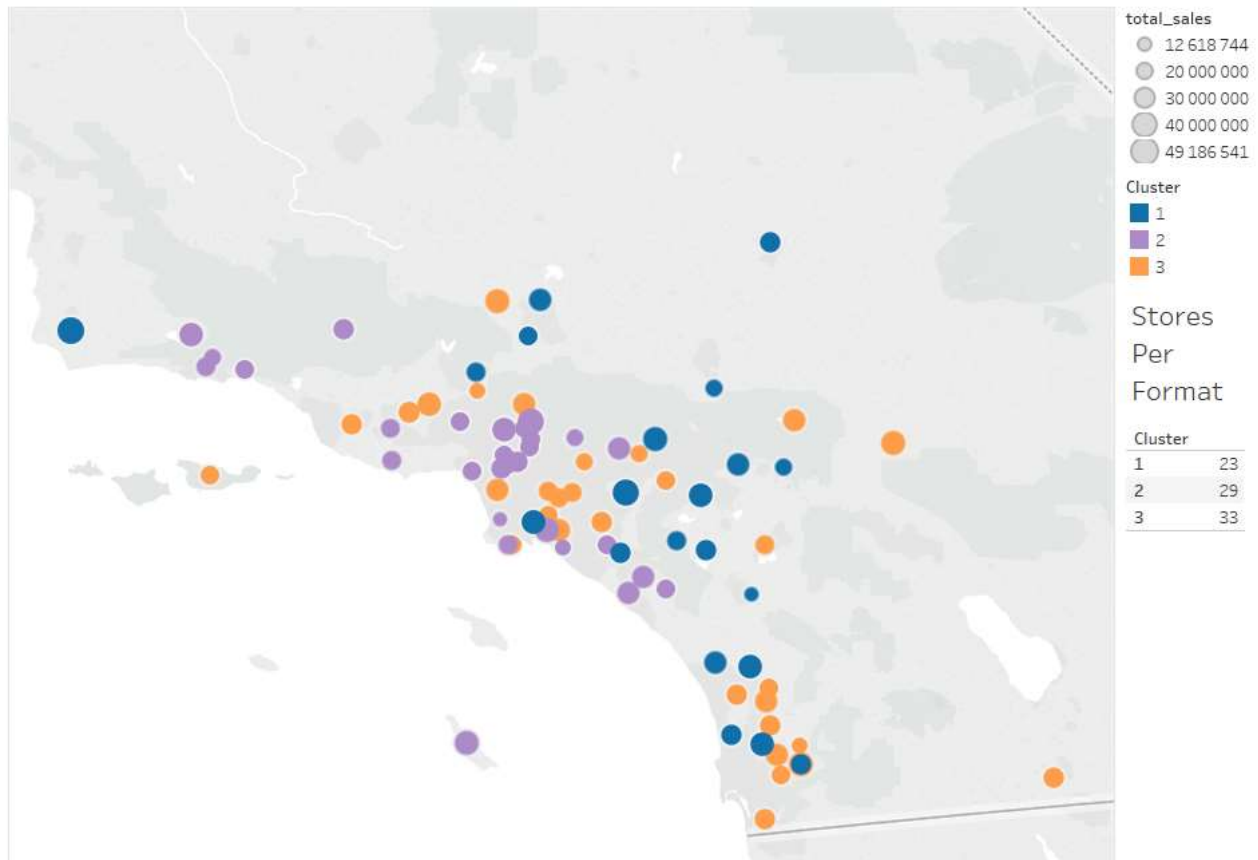 total_sales
12 618 744
20 000 000
30 000 000
40 000 000
49 186 541
Cluster
1
2
3
Stores
Per
Format
Cluster
1 23
2 29
3 33